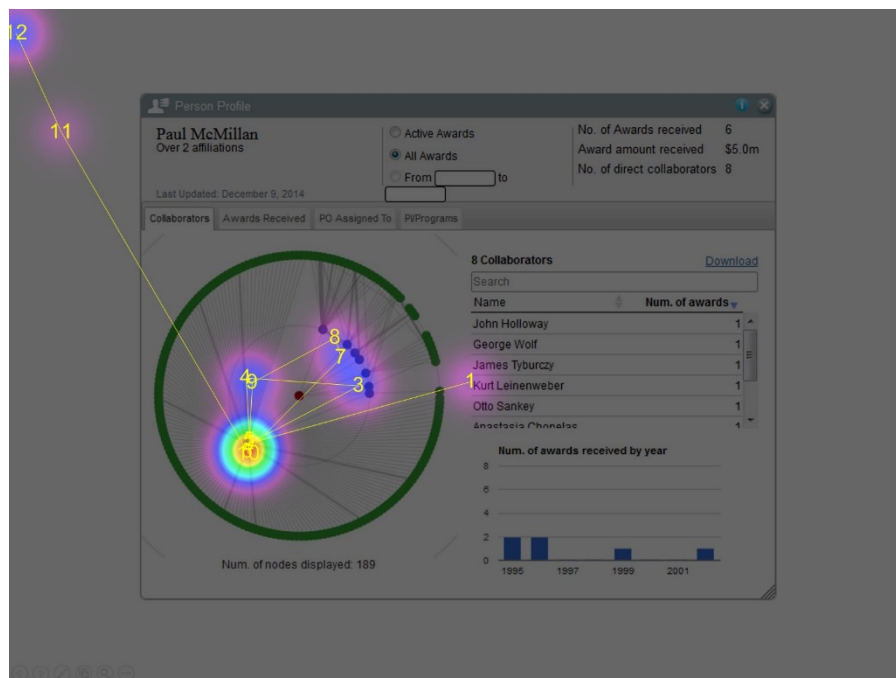 12
11
Person Profile
Paul McMillan
Over 2 affiliations
Last Updated: December 9, 2014
Active Awards
All Awards
From to
No. of Awards received 6
Award amount received $5.0m
No. of direct collaborators 8
Collaborators Awards Received PO Assigned To PI/Programs
8
7
4
9
3
1
Num. of nodes displayed: 189
8 Collaborators Download
Search
Name Num. of awards
John Holloway 1
George Wolf 1
James Tyburczy 1
Kurt Leinenweber 1
Otto Sankey 1
Anastasia Chopelas 1
Num. of awards received by year
8
6
4
2
0
1995 1997 1999 2001